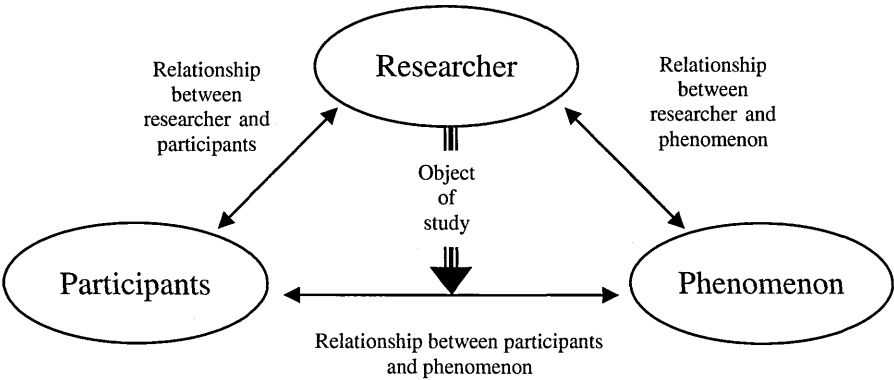 Researcher
Relationship
between
researcher and
participants
Relationship
between
researcher and
phenomenon
Object
of
study
Participants
Phenomenon
Relationship between participants
and phenomenon